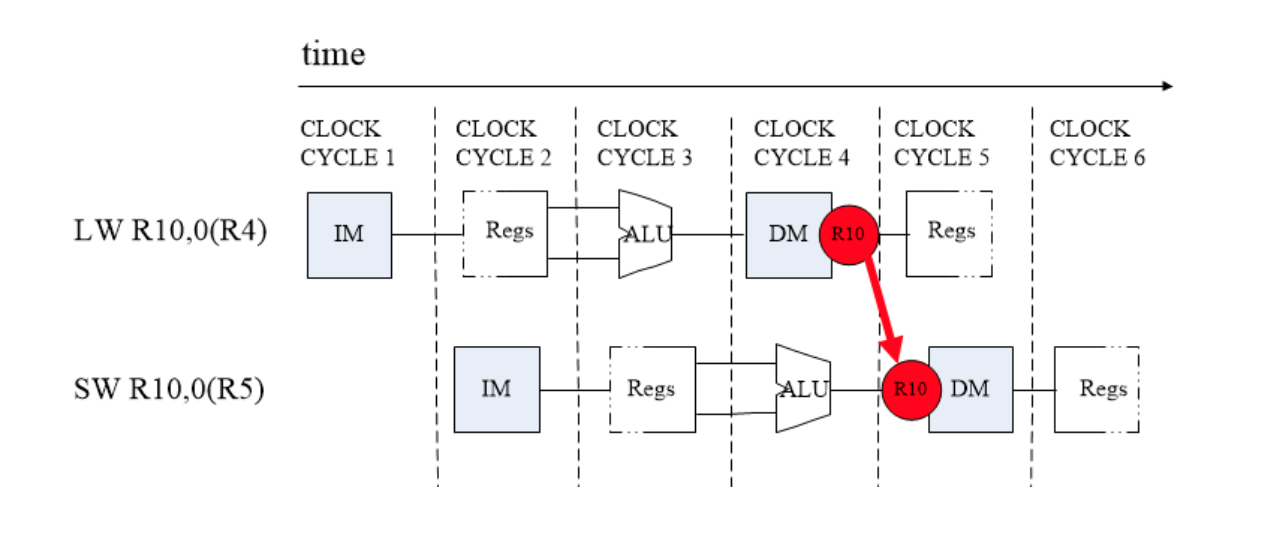 time
CLOCK CYCLE 1
CLOCK CYCLE 2
CLOCK CYCLE 3
CLOCK CYCLE 4
CLOCK CYCLE 5
CLOCK CYCLE 6
LW R10,0(R4)
IM
Regs
ALU
DM
R10
Regs
SW R10,0(R5)
IM
Regs
ALU
R10
DM
Regs